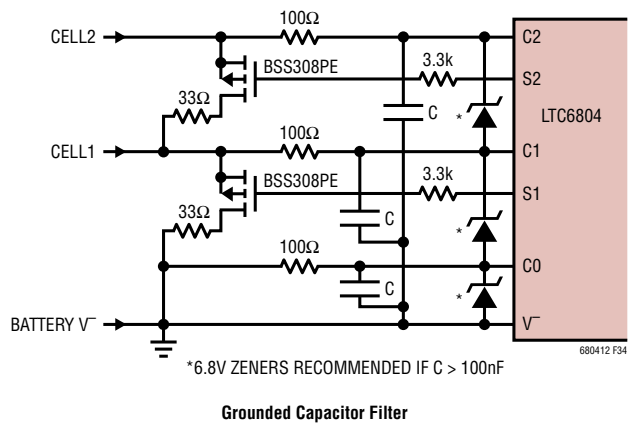 CELL2
100Ω
C2
BSS308PE
3.3k
S2
33Ω
C
*
LTC6804
CELL1
100Ω
C1
BSS308PE
3.3k
S1
33Ω
C
*
100Ω
C0
C
*
BATTERY V–
V–
680412 F34
*6.8V ZENERS RECOMMENDED IF C > 100nF
Grounded Capacitor Filter